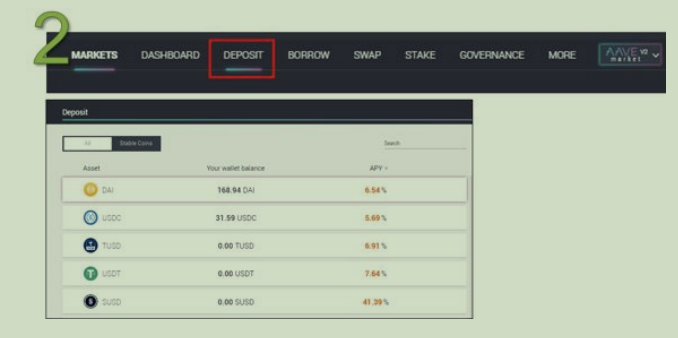 2
MARKETS DASHBOARD DEPOSIT BORROW SWAP STAKE GOVERNANCE MORE AAVE V2 market
Deposit
All Stable Coins Search
Asset Your wallet balance APY
DAI 168.94 DAI 6.54 %
USDC 31.59 USDC 5.69 %
TUSD 0.00 TUSD 6.91 %
USDT 0.00 USDT 7.64 %
SUSD 0.00 SUSD 41.39 %